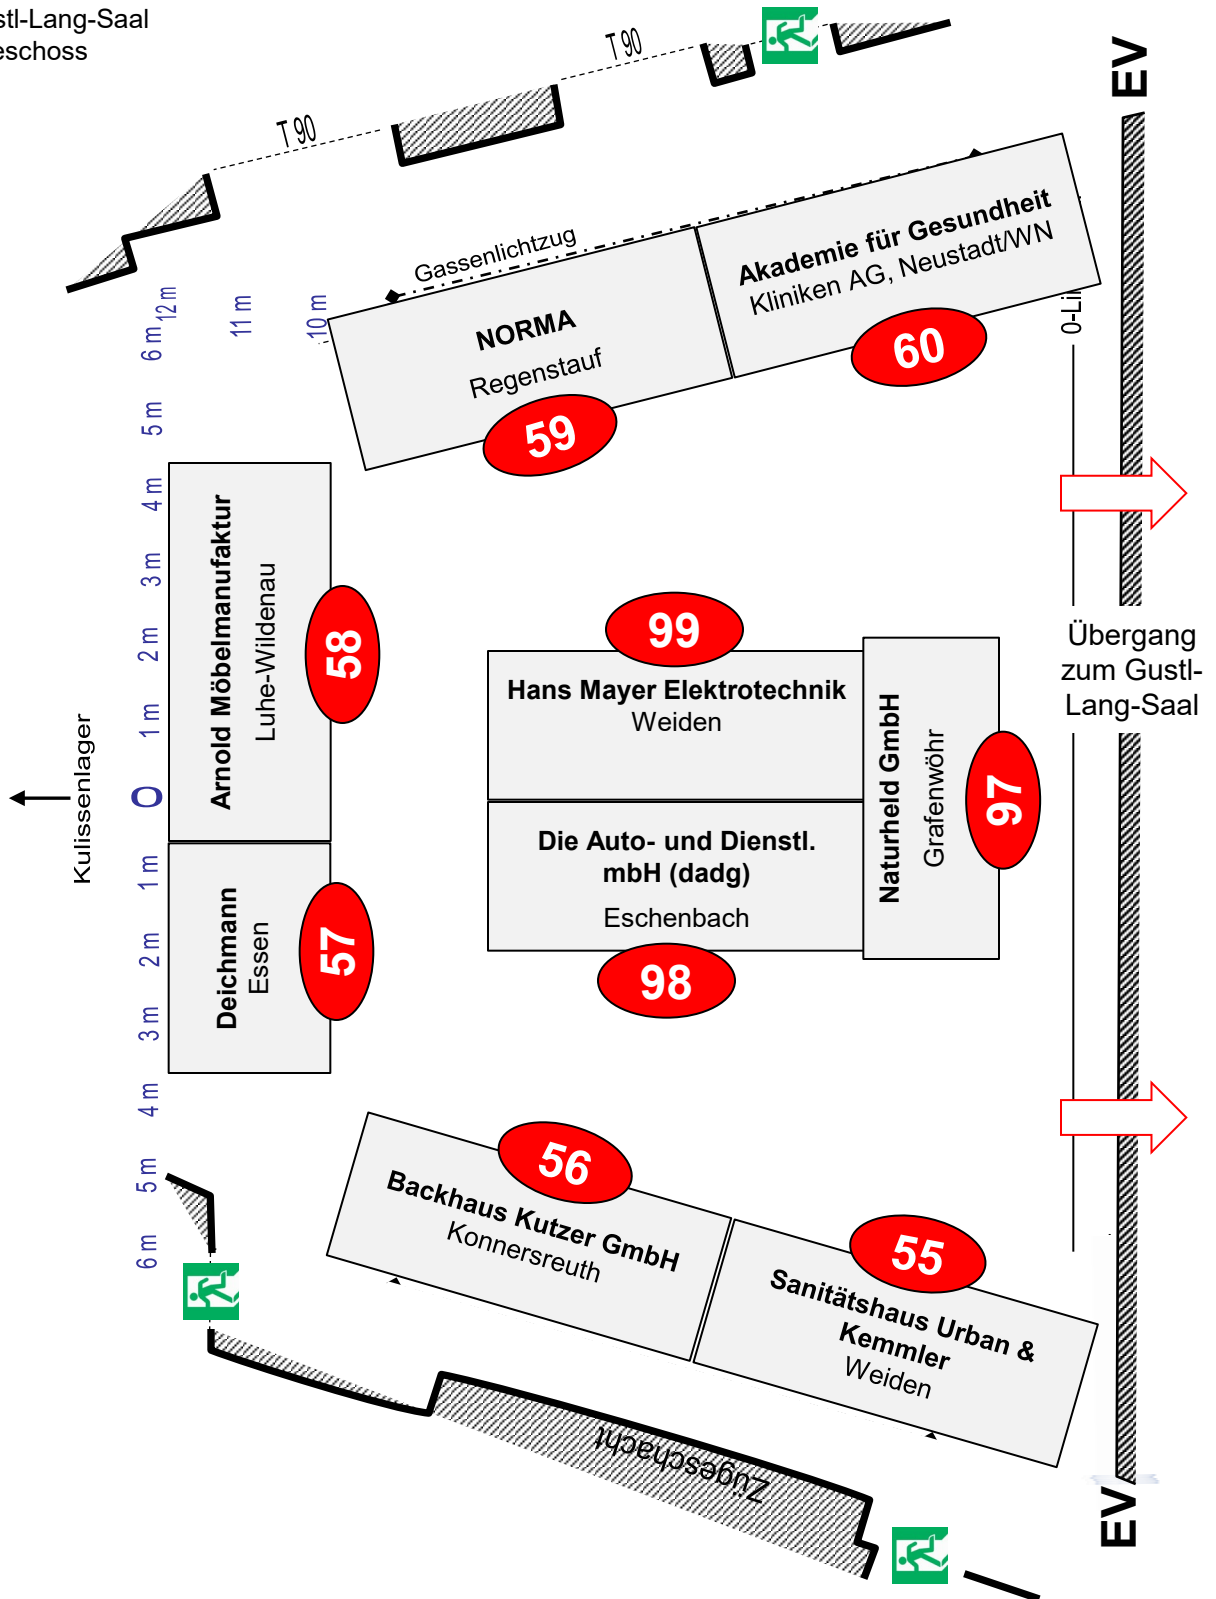 stl-Lang-Saal
eschoss
T 90
T 90
EV
Gassenlichtzug
12 m
11 m
10 m
0-Li
NORMA
Regenstauf
59
Akademie für Gesundheit
Kliniken AG, Neustadt/WN
60
6 m
5 m
4 m
3 m
2 m
1 m
O
1 m
2 m
3 m
4 m
5 m
6 m
Kulissenlager
Arnold Möbelmanufaktur
Luhe-Wildenau
58
Deichmann
Essen
57
99
Hans Mayer Elektrotechnik
Weiden
Die Auto- und Dienstl.
mbH (dadg)
Eschenbach
98
Naturheld GmbH
Grafenwöhr
97
Übergang
zum Gustl-
Lang-Saal
56
Backhaus Kutzer GmbH
Konnersreuth
55
Sanitätshaus Urban &
Kemmler
Weiden
Zügeschacht
EV